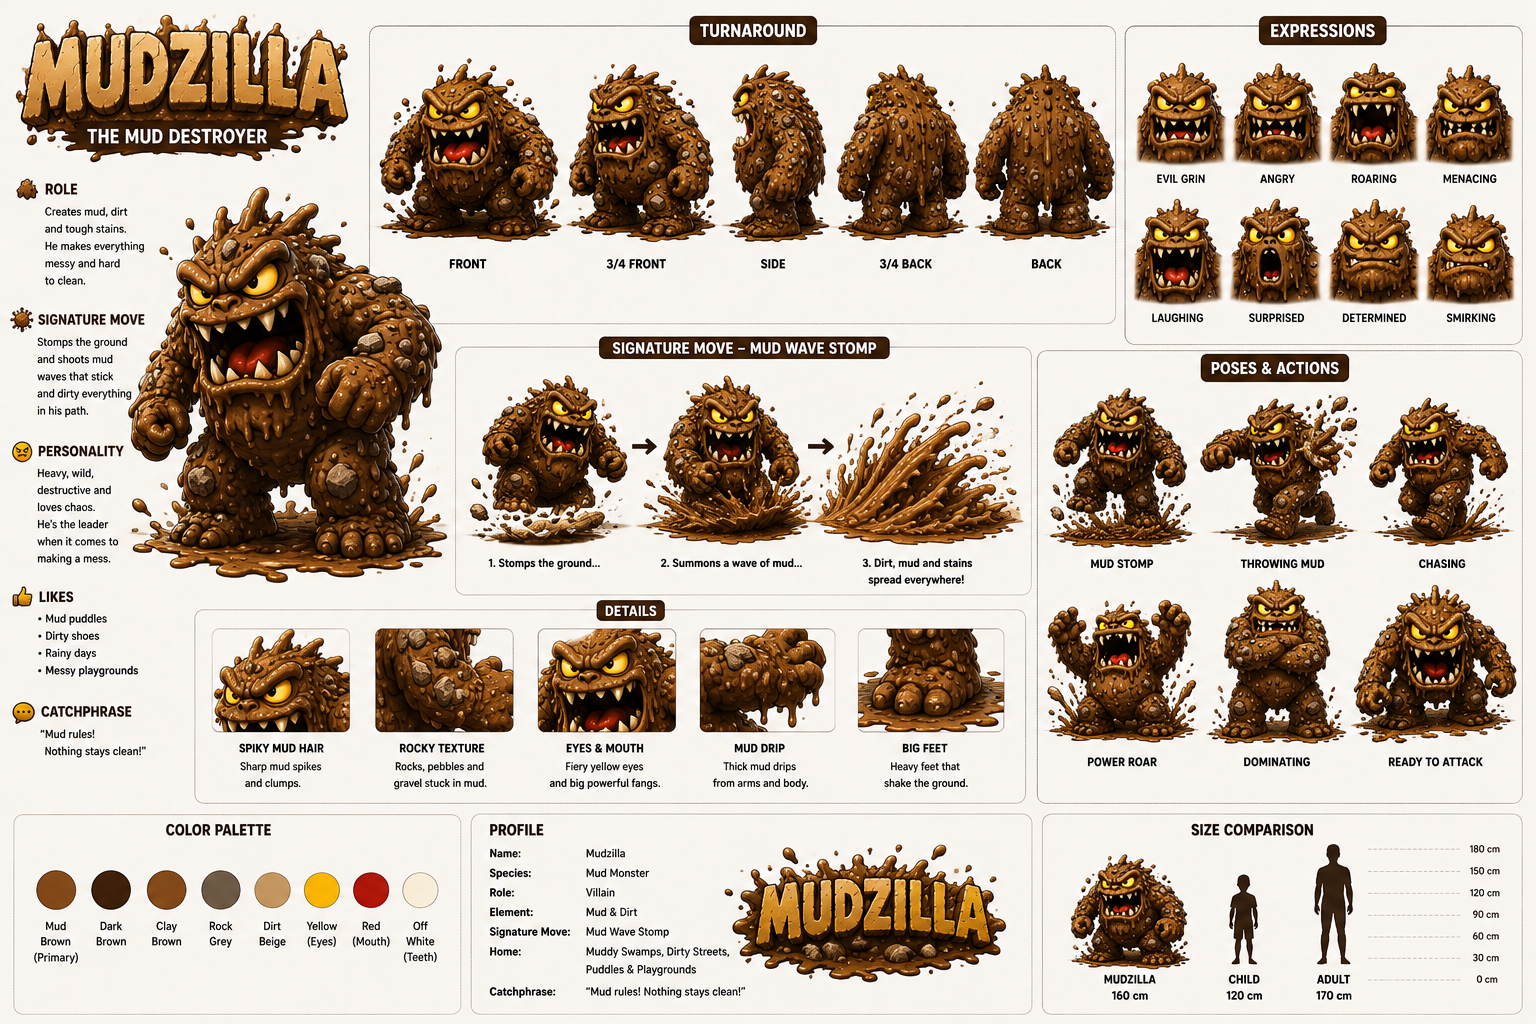 MUDZILLA
THE MUD DESTROYER
ROLE
Creates mud, dirt
and tough stains.
He makes everything
messy and hard
to clean.
SIGNATURE MOVE
Stomps the ground
and shoots mud
waves that stick
and dirty everything
in his path.
PERSONALITY
Heavy, wild,
destructive and
loves chaos.
He's the leader
when it comes to
making a mess.
LIKES
• Mud puddles
• Dirty shoes
• Rainy days
• Messy playgrounds
CATCHPHRASE
"Mud rules!
Nothing stays clean!"
TURNAROUND
FRONT
3/4 FRONT
SIDE
3/4 BACK
BACK
EXPRESSIONS
EVIL GRIN
ANGRY
ROARING
MENACING
LAUGHING
SURPRISED
DETERMINED
SMIRKING
SIGNATURE MOVE – MUD WAVE STOMP
1. Stomps the ground...
2. Summons a wave of mud...
3. Dirt, mud and stains
spread everywhere!
POSES & ACTIONS
MUD STOMP
THROWING MUD
CHASING
POWER ROAR
DOMINATING
READY TO ATTACK
DETAILS
SPIKY MUD HAIR
Sharp mud spikes
and clumps.
ROCKY TEXTURE
Rocks, pebbles and
gravel stuck in mud.
EYES & MOUTH
Fiery yellow eyes
and big powerful fangs.
MUD DRIP
Thick mud drips
from arms and body.
BIG FEET
Heavy feet that
shake the ground.
COLOR PALETTE
Mud
Brown
(Primary)
Dark
Brown
Clay
Brown
Rock
Grey
Dirt
Beige
Yellow
(Eyes)
Red
(Mouth)
Off
White
(Teeth)
PROFILE
Name: Mudzilla
Species: Mud Monster
Role: Villain
Element: Mud & Dirt
Signature Move: Mud Wave Stomp
Home: Muddy Swamps, Dirty Streets,
Puddles & Playgrounds
Catchphrase: "Mud rules! Nothing stays clean!"
MUDZILLA
SIZE COMPARISON
180 cm
150 cm
120 cm
90 cm
60 cm
30 cm
0 cm
MUDZILLA
160 cm
CHILD
120 cm
ADULT
170 cm